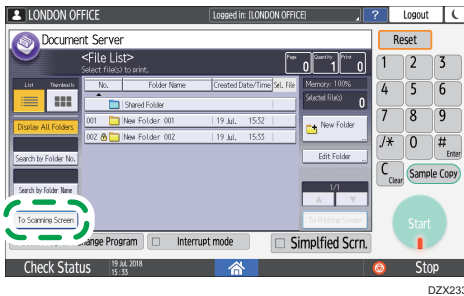 LONDON OFFICE
Logged in: [LONDON OFFICE]
?
Logout
Document Server
Reset
<File List>
Select file(s) to print.
Page
0
Quantity
1
Print
0
List
Thumbnails
No.
Folder Name
Created Date/Time
Sel. File
Memory: 100%
Selected File(s)
0
Shared Folder
001 New Folder 001 19 Jul. 15:32
002 New Folder 002 19 Jul. 15:33
Display All Folders
New Folder
Search by Folder No.
Edit Folder
Search by Folder Name
1/1
To Scanning Screen
To Printing Screen
1 2 3
4 5 6
7 8 9
./* 0 #
Enter
C
Clear
Sample Copy
Start
ange Program
Interrupt mode
Simplfied Scrn.
Check Status
19 Jul. 2018
15:33
Stop
DZX233